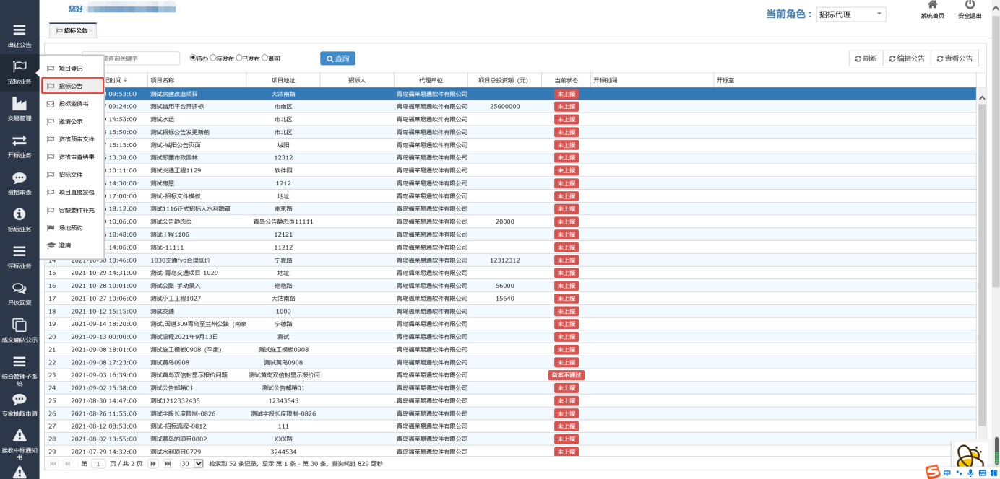 您好
当前角色：
招标代理
系统首页
安全退出
招标公告
出让公告
招标业务
交易管理
开标业务
资格审查
标后业务
评标业务
异议回复
成交确认公示
综合管理子系统
专家抽取申请
接收中标通知书
项目登记
招标公告
投标邀请书
邀请公示
资格预审文件
资格审查结果
招标文件
项目直接发包
容缺要件补充
场地预约
澄清
查询关键字
待办 待发布 已发布 退回
查询
刷新 编辑公告 查看公告
时间 项目名称 项目地址 招标人 代理单位 项目总投资额（元） 当前状态 开标时间 开标室
09:53:00 测试房建改造项目 大沽南路 青岛福莱易通软件有限公司 未上报
09:24:00 测试借用平台开评标 市南区 青岛福莱易通软件有限公司 25600000 未上报
14:53:00 测试水运 市北区 青岛福莱易通软件有限公司 未上报
15:50:00 测试招标公告发更新前 市北区 青岛福莱易通软件有限公司 未上报
15:15:00 测试-城阳公告页面 城阳 青岛福莱易通软件有限公司 未上报
13:38:00 测试即墨市政园林 12312 青岛福莱易通软件有限公司 未上报
10:11:00 测试交通工程1129 软件园 青岛福莱易通软件有限公司 未上报
14:30:00 测试房屋 1212 青岛福莱易通软件有限公司 未上报
17:00:00 测试-招标文件模板 地址 青岛福莱易通软件有限公司 未上报
18:12:00 测试1116正式招标人水利隐藏 南京路 青岛福莱易通软件有限公司 未上报
10:06:00 测试公告静态页 青岛公告静态页11111 青岛福莱易通软件有限公司 20000 未上报
18:48:00 测试工程1106 12121 青岛福莱易通软件有限公司 未上报
14:06:00 测试-11111 11212 青岛福莱易通软件有限公司 未上报
14 2021-10-30 10:46:00 1030交通fyq合理低价 宁夏路 青岛福莱易通软件有限公司 12312312 未上报
15 2021-10-29 14:31:00 测试-青岛交通项目-1029 地址 青岛福莱易通软件有限公司 未上报
16 2021-10-28 10:01:00 测试公路-手动录入 艳艳路 青岛福莱易通软件有限公司 56000 未上报
17 2021-10-27 10:06:00 测试小工工程1027 大沽南路 青岛福莱易通软件有限公司 15640 未上报
18 2021-10-12 15:15:00 测试交通 1000 青岛福莱易通软件有限公司 未上报
19 2021-09-14 18:20:00 测试,国道309青岛至兰州公路（南泉 宁德路 青岛福莱易通软件有限公司 未上报
20 2021-09-13 00:00:00 测试流程2021年9月13日 测试 青岛福莱易通软件有限公司 未上报
21 2021-09-08 18:01:00 测试施工模板0908（平度） 测试施工模板0908 青岛福莱易通软件有限公司 未上报
22 2021-09-08 17:23:00 测试黄岛0908 测试黄岛0908 青岛福莱易通软件有限公司 未上报
23 2021-09-03 16:39:00 测试黄岛双信封显示报价问题 测试黄岛双信封显示报价问 青岛福莱易通软件有限公司 备案不通过
24 2021-09-02 15:38:00 测试公告邮箱01 测试公告邮箱01 青岛福莱易通软件有限公司 未上报
25 2021-08-30 14:47:00 测试1212332435 12343545 青岛福莱易通软件有限公司 未上报
26 2021-08-26 11:55:00 测试字段长度限制-0826 测试字段长度限制-0826 青岛福莱易通软件有限公司 未上报
27 2021-08-12 08:53:00 测试-招标流程-0812 111 青岛福莱易通软件有限公司 未上报
28 2021-08-02 13:55:00 测试黄岛的项目0802 XXX路 青岛福莱易通软件有限公司 未上报
29 2021-07-29 14:32:00 测试水利项目0729 3244534 青岛福莱易通软件有限公司 未上报
第 1 页 / 共 2 页 30 检索到 52 条记录，显示 第 1 条 - 第 30 条，查询耗时 829 毫秒
S 中